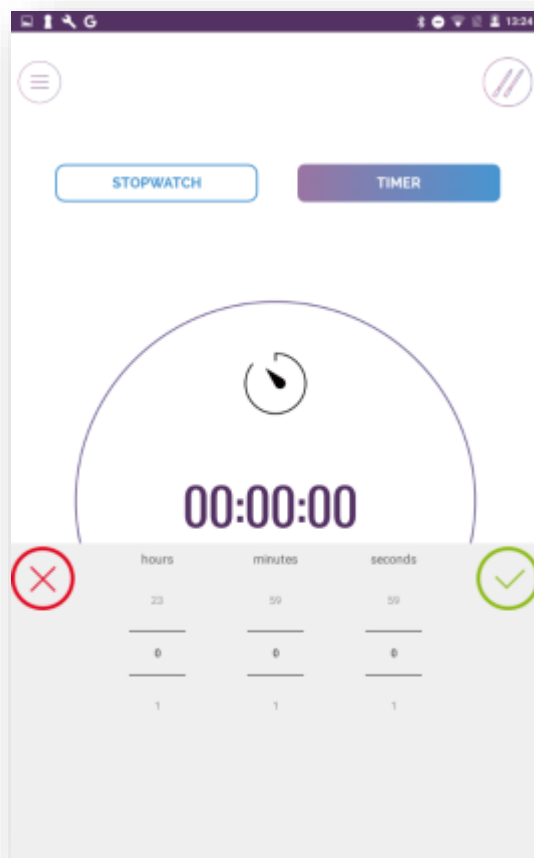 13:24
STOPWATCH TIMER
00:00:00
hours minutes seconds
23 59 59
0 0 0
1 1 1